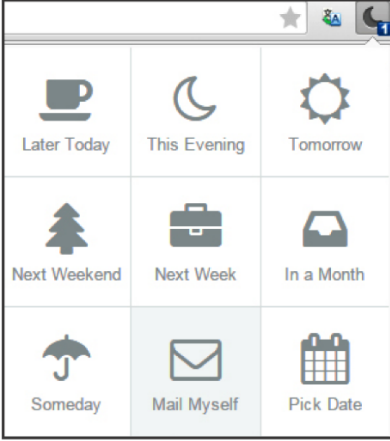 1
Later Today
This Evening
Tomorrow
Next Weekend
Next Week
In a Month
Someday
Mail Myself
Pick Date